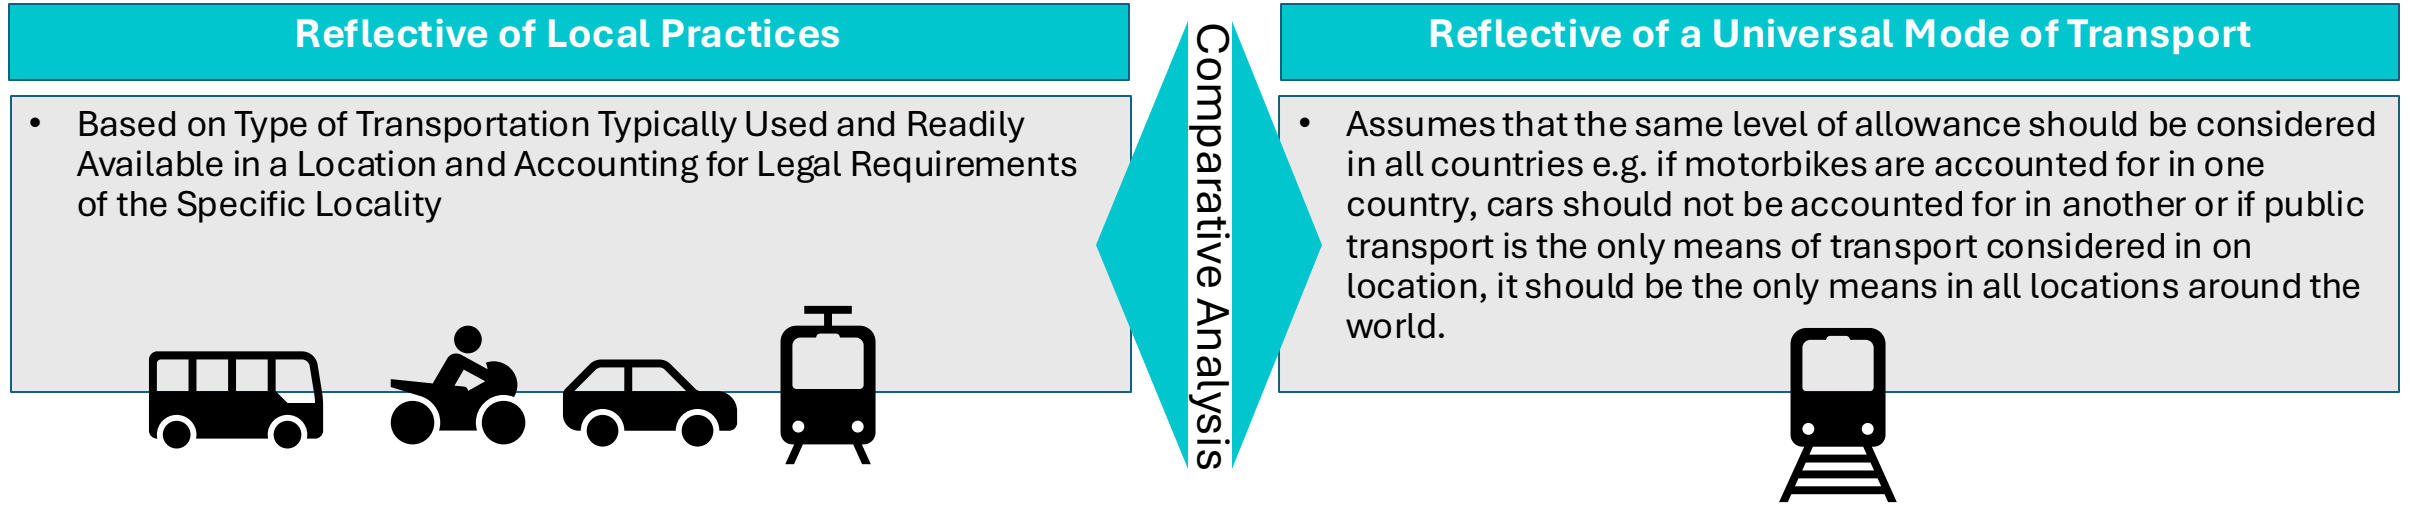 Reflective of Local Practices
• Based on Type of Transportation Typically Used and Readily
Available in a Location and Accounting for Legal Requirements
of the Specific Locality
Comparative Analysis
Reflective of a Universal Mode of Transport
• Assumes that the same level of allowance should be considered
in all countries e.g. if motorbikes are accounted for in one
country, cars should not be accounted for in another or if public
transport is the only means of transport considered in on
location, it should be the only means in all locations around the
world.